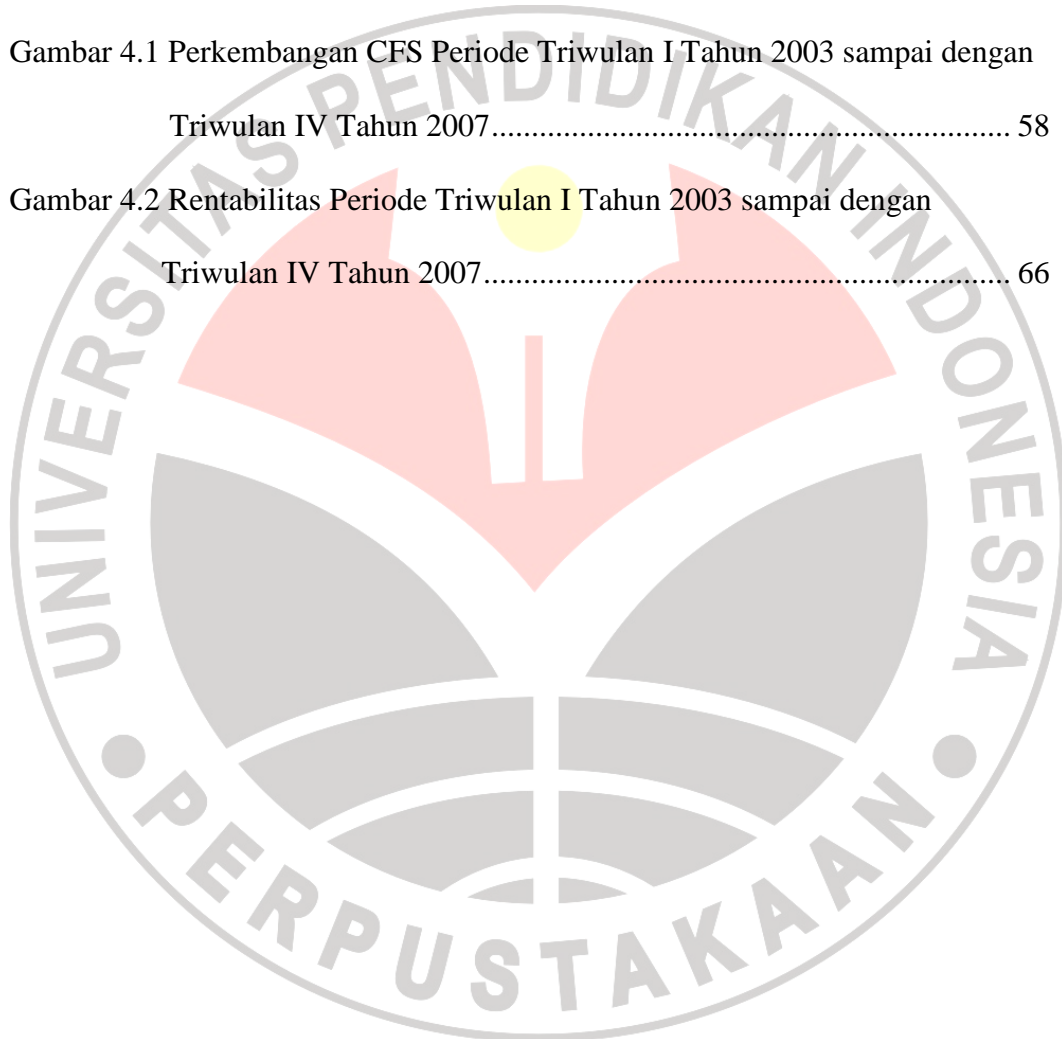 Gambar 4.1 Perkembangan CFS Periode Triwulan I Tahun 2003 sampai dengan
Triwulan IV Tahun 2007................................................................ 58
Gambar 4.2 Rentabilitas Periode Triwulan I Tahun 2003 sampai dengan
Triwulan IV Tahun 2007................................................................. 66
UNIVERSITAS PENDIDIKAN INDONESIA
PERPUSTAKAAN